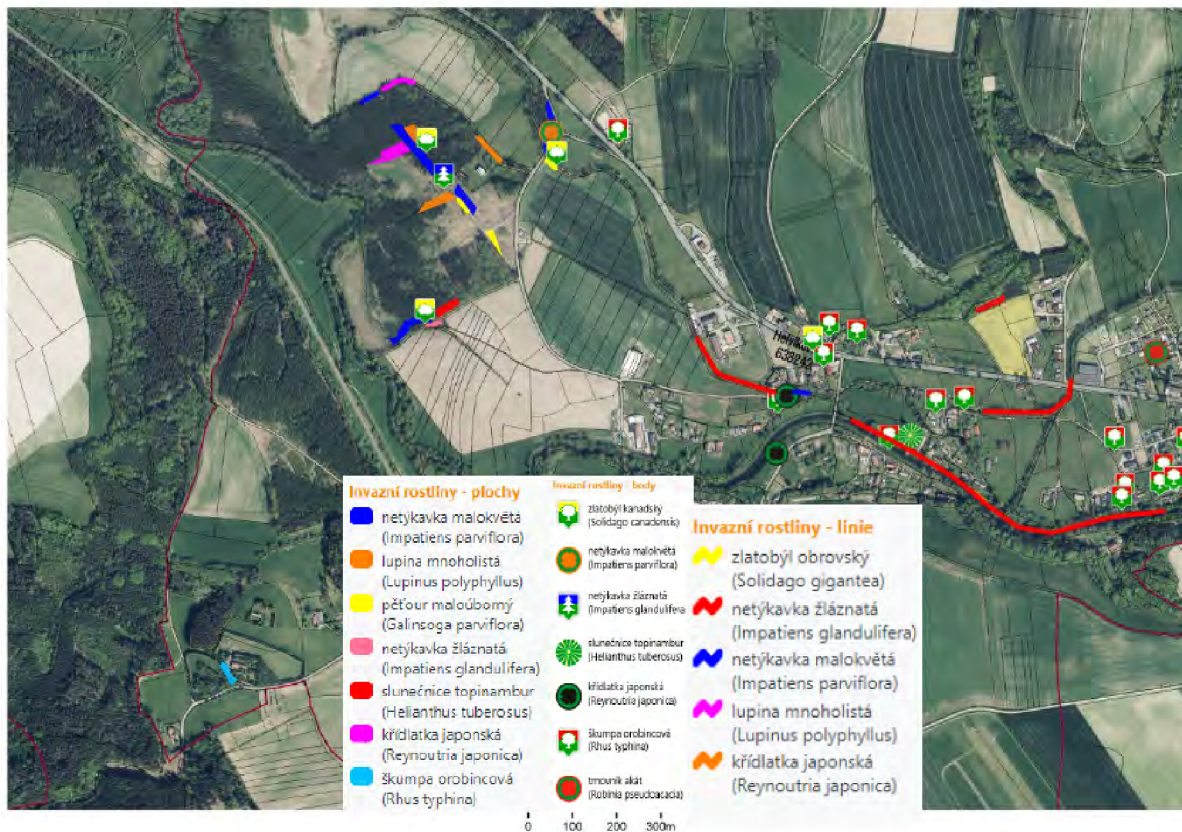 638242
Invazní rostliny - plochy
netýkavka malokvětá
(Impatiens parviflora)
lupina mnoholistá
(Lupinus polyphyllus)
pěťour maloúborný
(Galinsoga parviflora)
netýkavka žláznatá
(Impatiens glandulifera)
slunečnice topinambur
(Helianthus tuberosus)
křídlatka japonská
(Reynoutria japonica)
škumpa orobincová
(Rhus typhina)
Invazní rostliny - body
zlatobýl kanadský
(Solidago canadensis)
netýkavka malokvětá
(Impatiens parviflora)
netýkavka žláznatá
(Impatiens glandulifera
slunečnice topinambur
(Helianthus tuberosus)
křídlatka japonská
(Reynoutria japonica)
škumpa orobincová
(Rhus typhina)
trnovník akát
(Robinia pseudoacacia)
Invazní rostliny - linie
zlatobýl obrovský
(Solidago gigantea)
netýkavka žláznatá
(Impatiens glandulifera)
netýkavka malokvětá
(Impatiens parviflora)
lupina mnoholistá
(Lupinus polyphyllus)
křídlatka japonská
(Reynoutria japonica)
0 100 200 300m